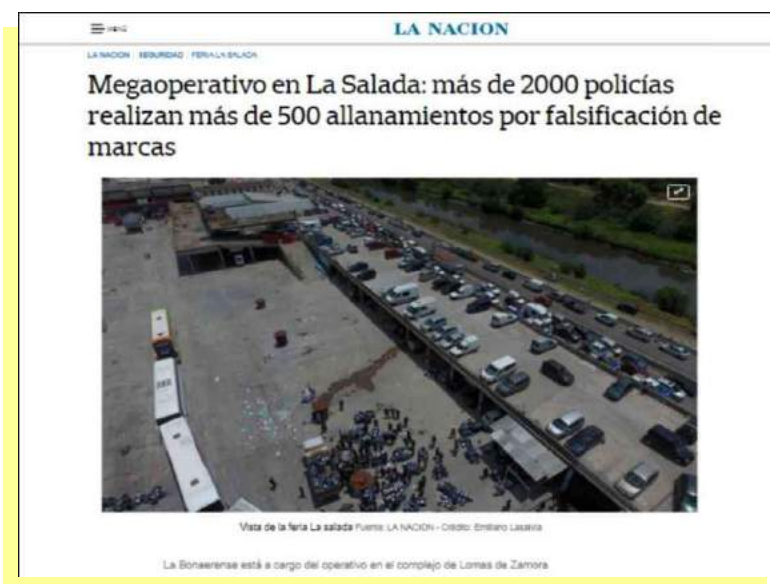 MENÚ
LA NACION
LA NACION | SEGURIDAD | FERIA LA SALADA
Megaoperativo en La Salada: más de 2000 policías
realizan más de 500 allanamientos por falsificación de
marcas
Vista de la feria La salada Fuente: LA NACION - Crédito: Emiliano Lasalvia
La Bonaerense está a cargo del operativo en el complejo de Lomas de Zamora